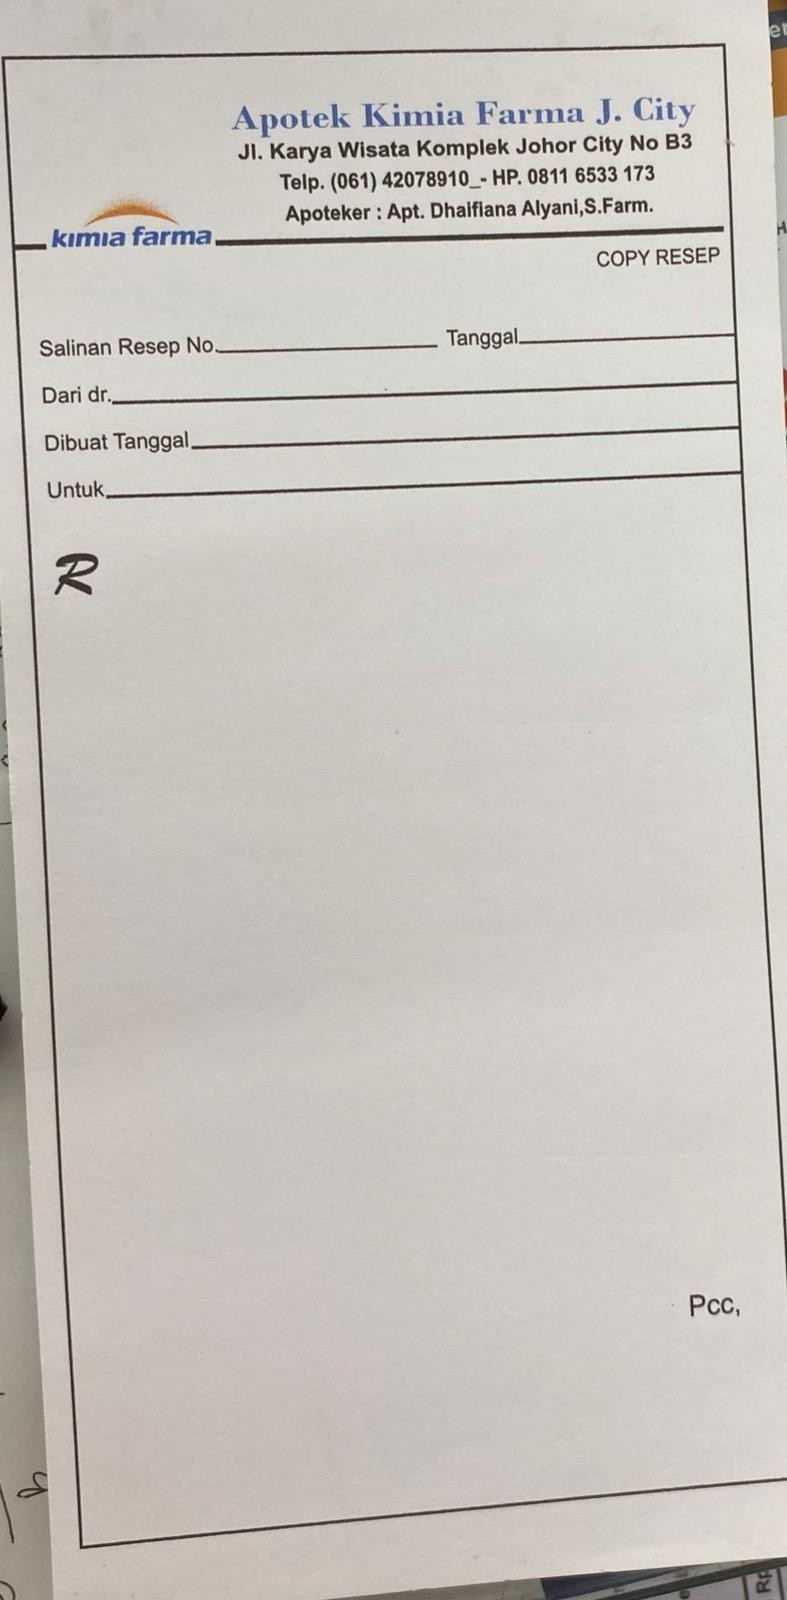 Apotek Kimia Farma J. City
Jl. Karya Wisata Komplek Johor City No B3
Telp. (061) 42078910_- HP. 0811 6533 173
Apoteker : Apt. Dhaifiana Alyani,S.Farm.
kimia farma
COPY RESEP
Salinan Resep No. Tanggal
Dari dr.
Dibuat Tanggal
Untuk
R
Pcc,